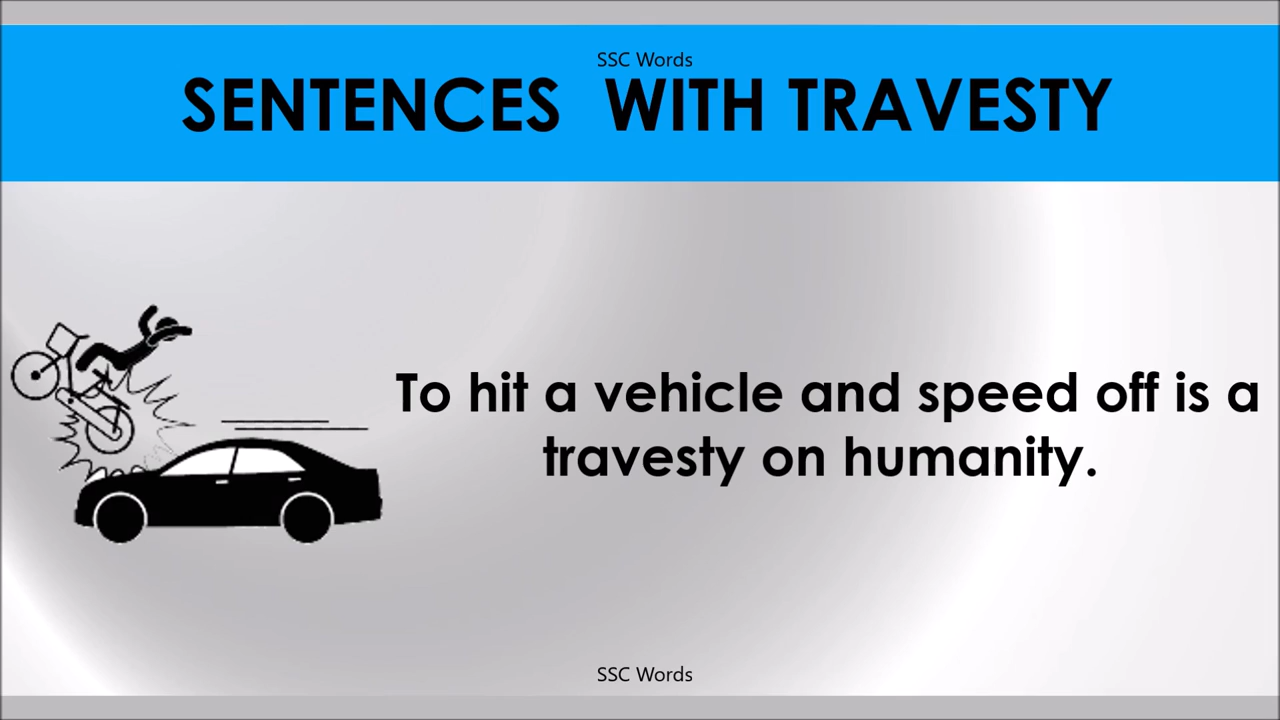 SSC Words
SENTENCES WITH TRAVESTY
To hit a vehicle and speed off is a
travesty on humanity.
SSC Words